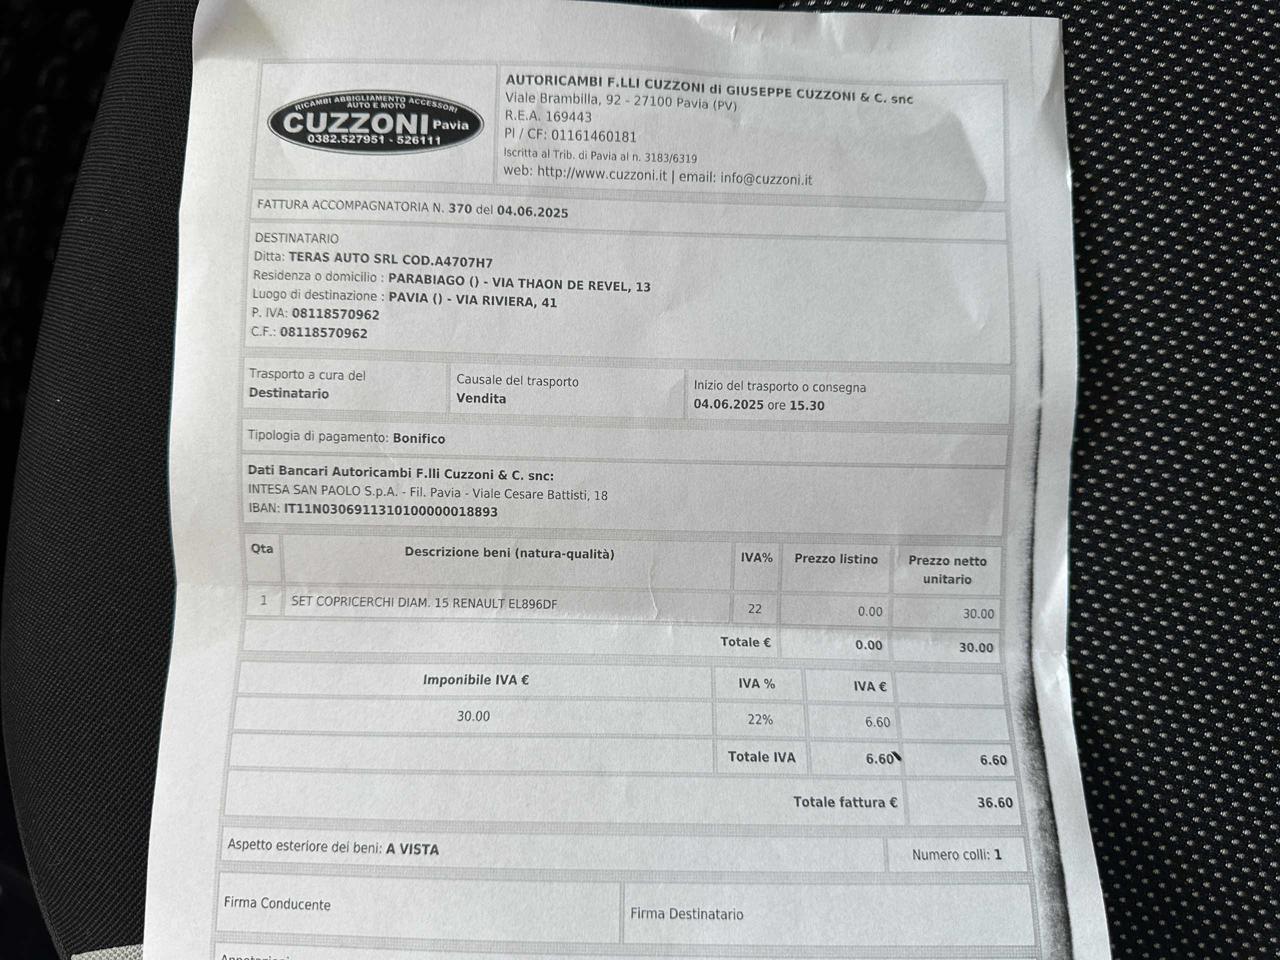 RICAMBI ABBIGLIAMENTO ACCESSORI
AUTO E MOTO
CUZZONI Pavia
0382.527951 - 526111
AUTORICAMBI F.LLI CUZZONI di GIUSEPPE CUZZONI & C. snc
Viale Brambilla, 92 - 27100 Pavia (PV)
R.E.A. 169443
PI / CF: 01161460181
Iscritta al Trib. di Pavia al n. 3183/6319
web: http://www.cuzzoni.it | email: info@cuzzoni.it
FATTURA ACCOMPAGNATORIA N. 370 del 04.06.2025
DESTINATARIO
Ditta: TERAS AUTO SRL COD.A4707H7
Residenza o domicilio : PARABIAGO () - VIA THAON DE REVEL, 13
Luogo di destinazione : PAVIA () - VIA RIVIERA, 41
P. IVA: 08118570962
C.F.: 08118570962
Trasporto a cura del
Destinatario
Causale del trasporto
Vendita
Inizio del trasporto o consegna
04.06.2025 ore 15.30
Tipologia di pagamento: Bonifico
Dati Bancari Autoricambi F.lli Cuzzoni & C. snc:
INTESA SAN PAOLO S.p.A. - Fil. Pavia - Viale Cesare Battisti, 18
IBAN: IT11N0306911310100000018893
Qta Descrizione beni (natura-qualità) IVA% Prezzo listino Prezzo netto unitario
1 SET COPRICERCHI DIAM. 15 RENAULT EL896DF 22 0.00 30.00
Totale € 0.00 30.00
Imponibile IVA € IVA % IVA €
30.00 22% 6.60
Totale IVA 6.60 6.60
Totale fattura € 36.60
Aspetto esteriore dei beni: A VISTA Numero colli: 1
Firma Conducente Firma Destinatario